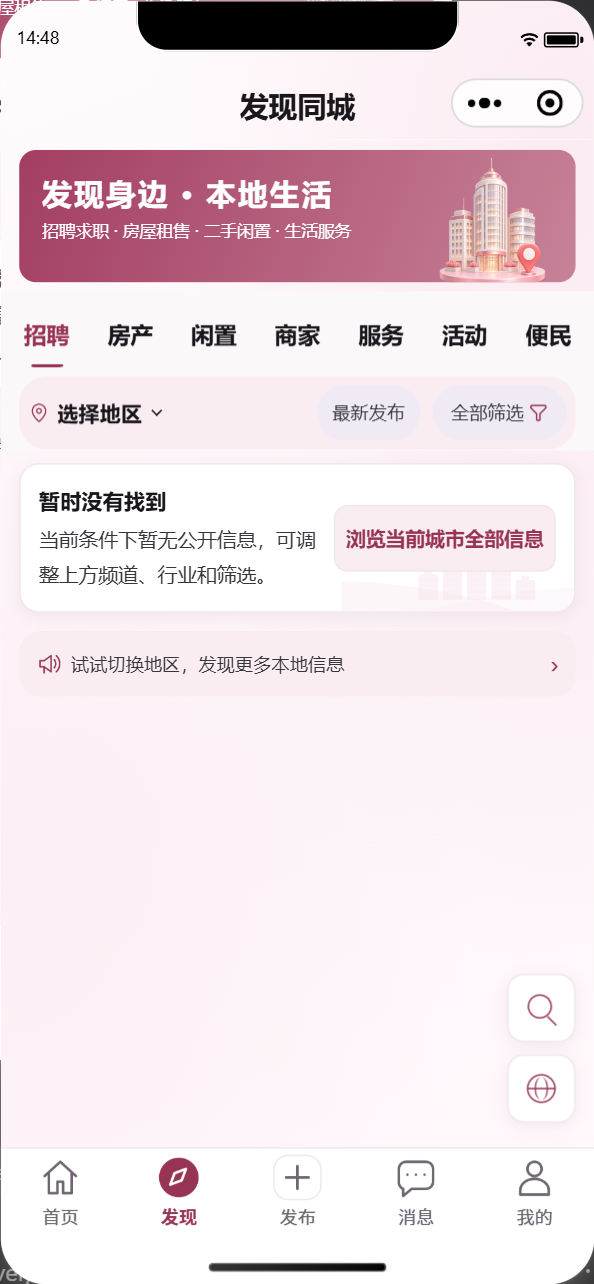 14:48
发现同城
发现身边 · 本地生活
招聘求职 · 房屋租售 · 二手闲置 · 生活服务
招聘 房产 闲置 商家 服务 活动 便民
选择地区 最新发布 全部筛选
暂时没有找到
当前条件下暂无公开信息，可调
整上方频道、行业和筛选。
浏览当前城市全部信息
试试切换地区，发现更多本地信息
首页 发现 发布 消息 我的